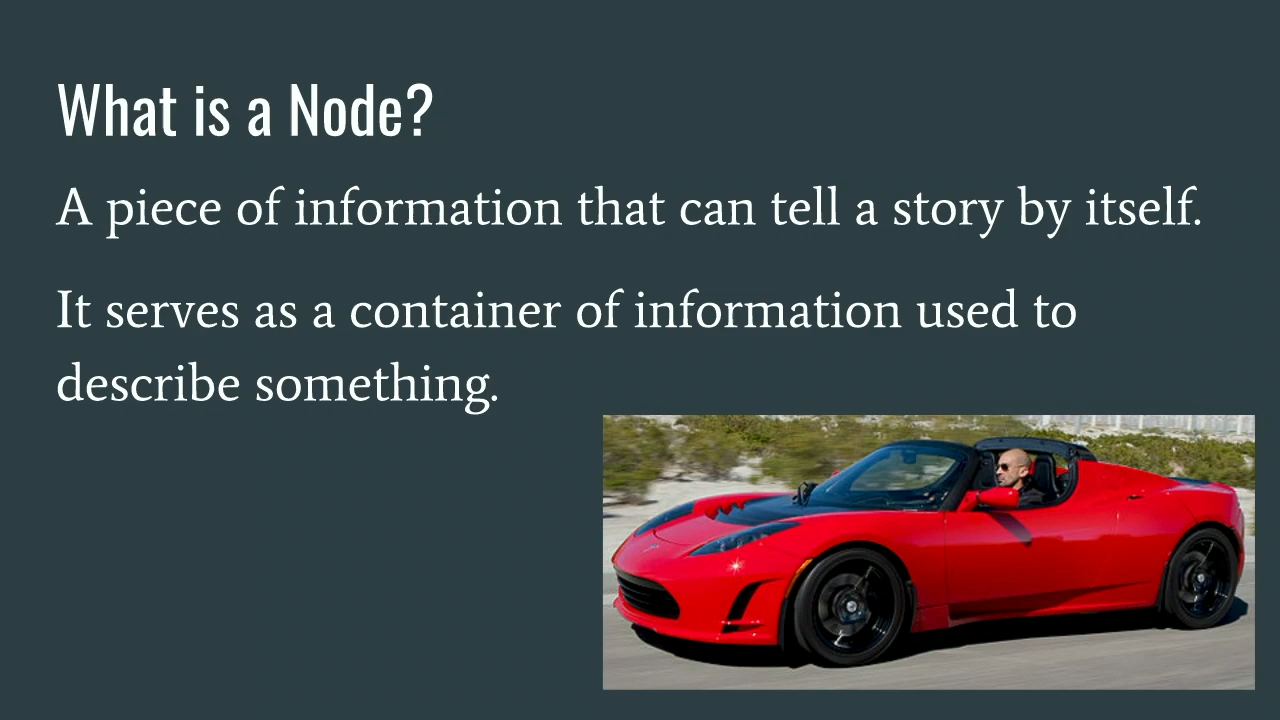 What is a Node?
A piece of information that can tell a story by itself.
It serves as a container of information used to
describe something.